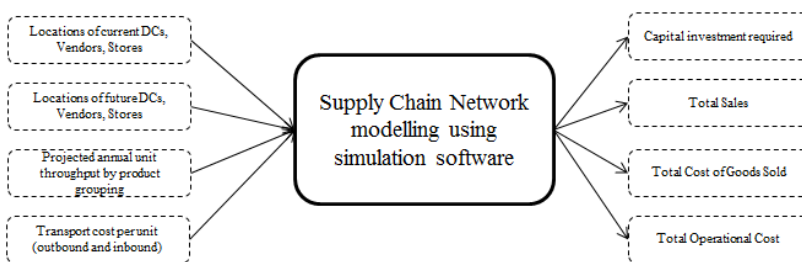 Locations of current DCs,
Vendors, Stores
Locations of future DCs,
Vendors, Stores
Projected annual unit
throughput by product
grouping
Transport cost per unit
(outbound and inbound)
Supply Chain Network
modelling using
simulation software
Capital investment required
Total Sales
Total Cost of Goods Sold
Total Operational Cost